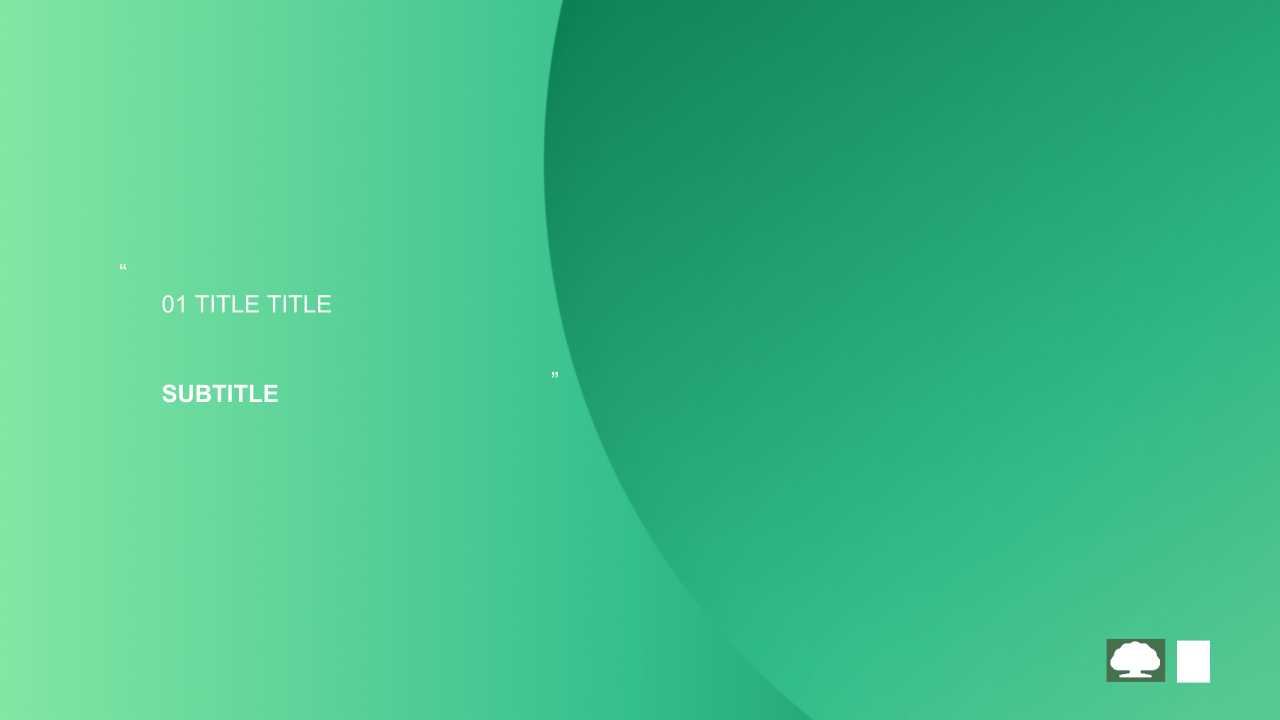 “
01 TITLE TITLE
”
SUBTITLE